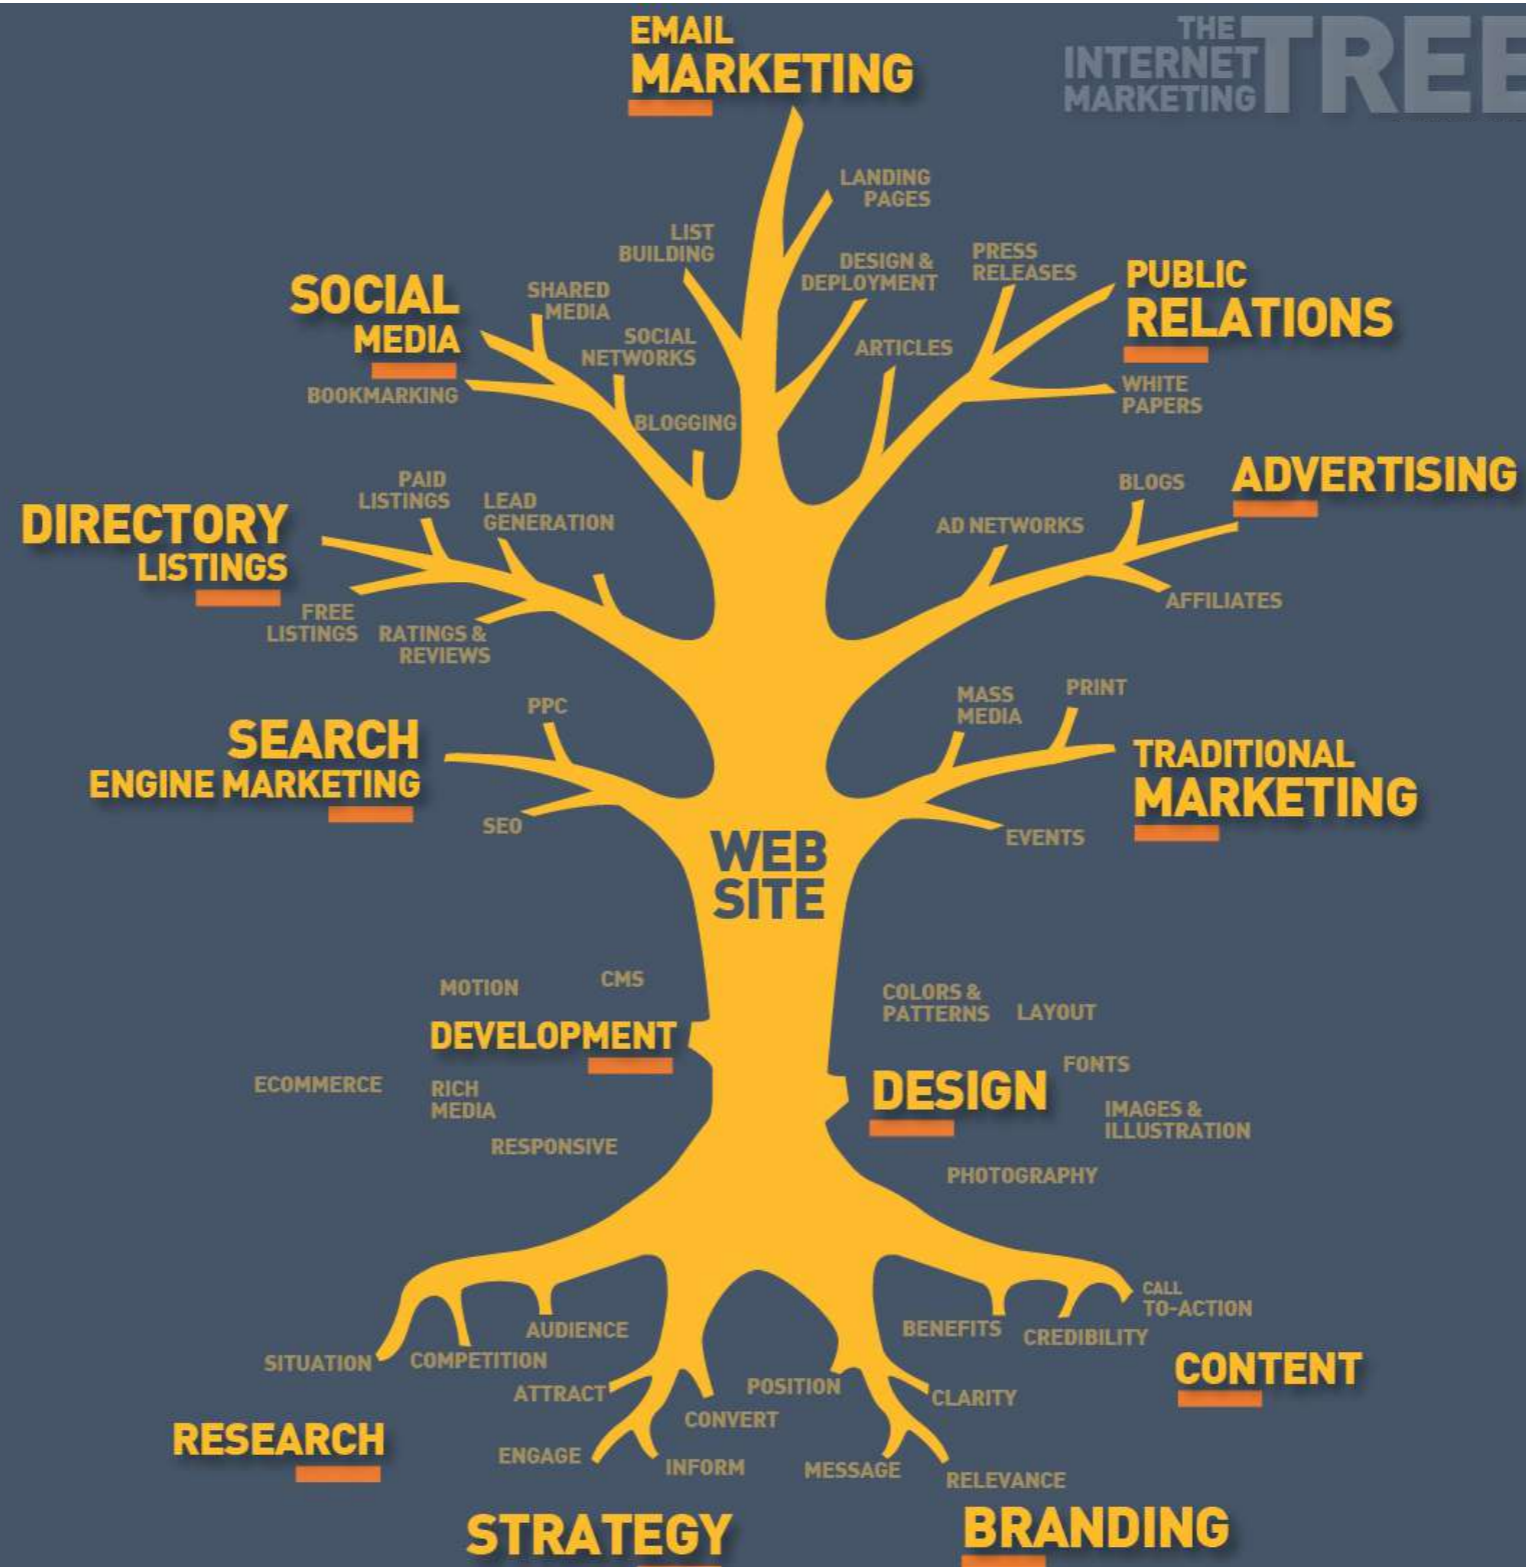 THE
INTERNET
MARKETING
TREE
EMAIL
MARKETING
LANDING
PAGES
LIST
BUILDING
DESIGN &
DEPLOYMENT
SOCIAL
MEDIA
SHARED
MEDIA
SOCIAL
NETWORKS
BOOKMARKING
BLOGGING
PRESS
RELEASES
PUBLIC
RELATIONS
ARTICLES
WHITE
PAPERS
DIRECTORY
LISTINGS
PAID
LISTINGS
LEAD
GENERATION
FREE
LISTINGS
RATINGS &
REVIEWS
BLOGS
ADVERTISING
AD NETWORKS
AFFILIATES
SEARCH
ENGINE MARKETING
PPC
SEO
MASS
MEDIA
PRINT
TRADITIONAL
MARKETING
EVENTS
WEB
SITE
MOTION
CMS
DEVELOPMENT
ECOMMERCE
RICH
MEDIA
RESPONSIVE
COLORS &
PATTERNS
LAYOUT
FONTS
DESIGN
IMAGES &
ILLUSTRATION
PHOTOGRAPHY
SITUATION
COMPETITION
AUDIENCE
RESEARCH
ATTRACT
CONVERT
ENGAGE
INFORM
STRATEGY
POSITION
CLARITY
MESSAGE
RELEVANCE
BRANDING
BENEFITS
CREDIBILITY
CALL
TO-ACTION
CONTENT